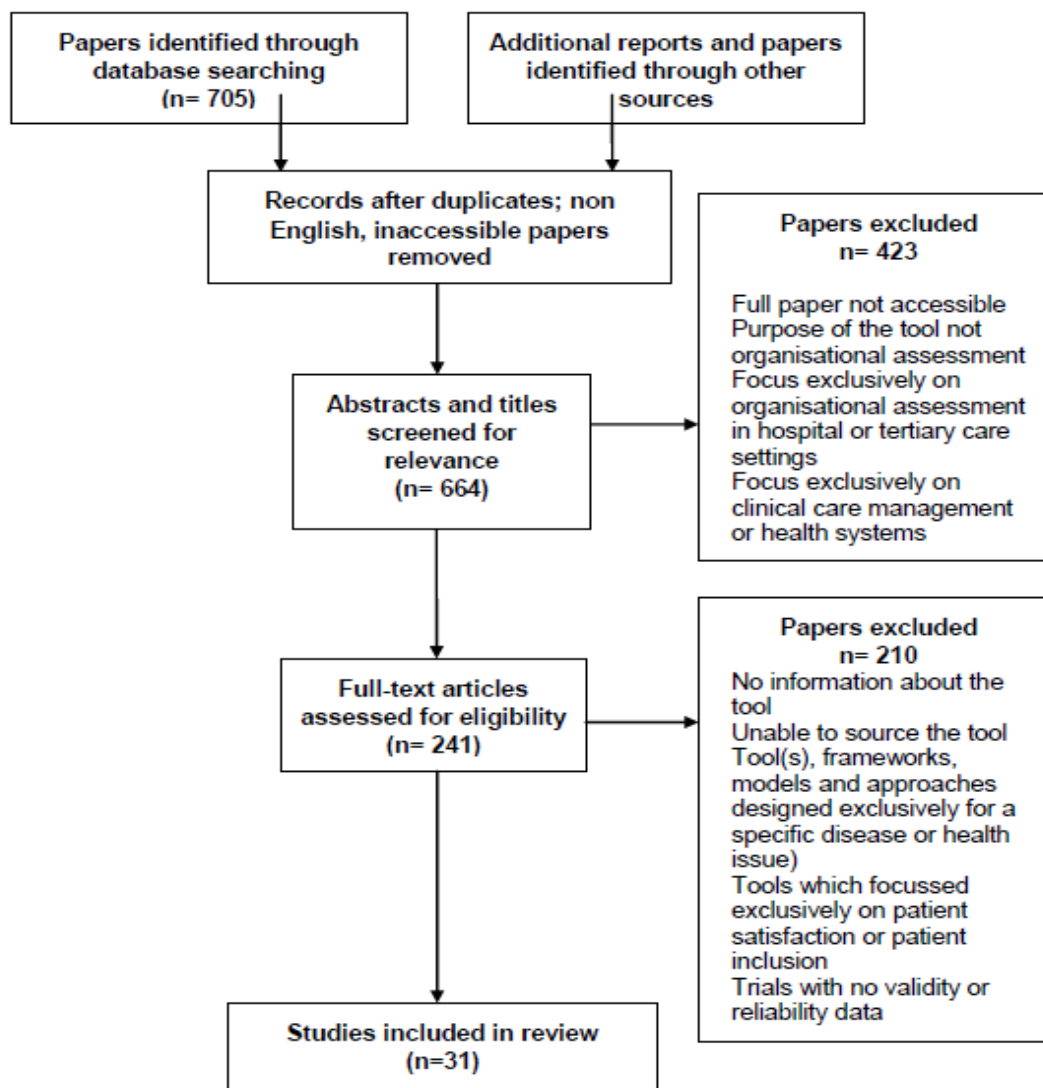 Papers identified through
database searching
(n= 705)
Additional reports and papers
identified through other
sources
Records after duplicates; non
English, inaccessible papers
removed
Papers excluded
n= 423
Full paper not accessible
Purpose of the tool not
organisational assessment
Focus exclusively on
organisational assessment
in hospital or tertiary care
settings
Focus exclusively on
clinical care management
or health systems
Abstracts and titles
screened for
relevance
(n= 664)
Papers excluded
n= 210
No information about the
tool
Unable to source the tool
Tool(s), frameworks,
models and approaches
designed exclusively for a
specific disease or health
issue)
Tools which focussed
exclusively on patient
satisfaction or patient
inclusion
Trials with no validity or
reliability data
Full-text articles
assessed for eligibility
(n= 241)
Studies included in review
(n=31)